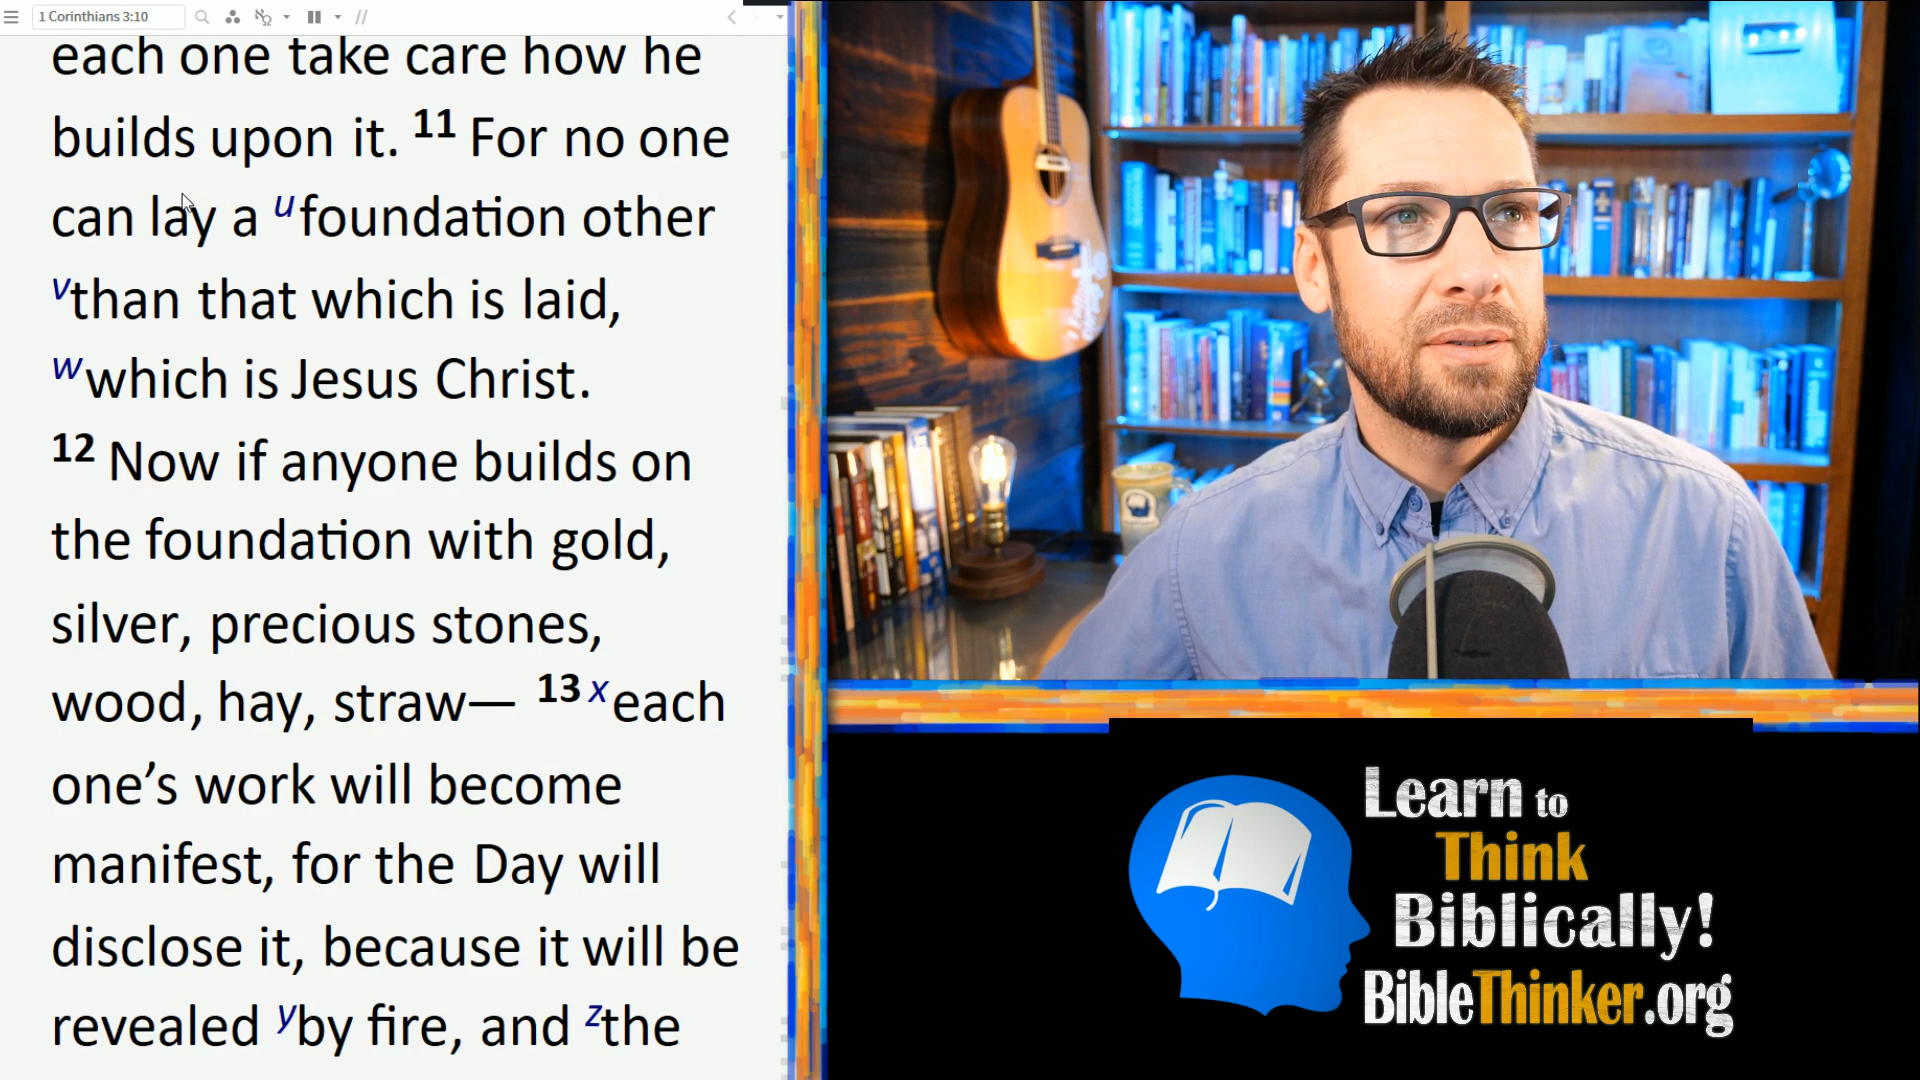 1 Corinthians 3:10
each one take care how he
builds upon it. 11 For no one
can lay a u foundation other
v than that which is laid,
w which is Jesus Christ.
12 Now if anyone builds on
the foundation with gold,
silver, precious stones,
wood, hay, straw— 13 x each
one’s work will become
manifest, for the Day will
disclose it, because it will be
revealed y by fire, and z the
Learn to
Think
Biblically!
BibleThinker.org